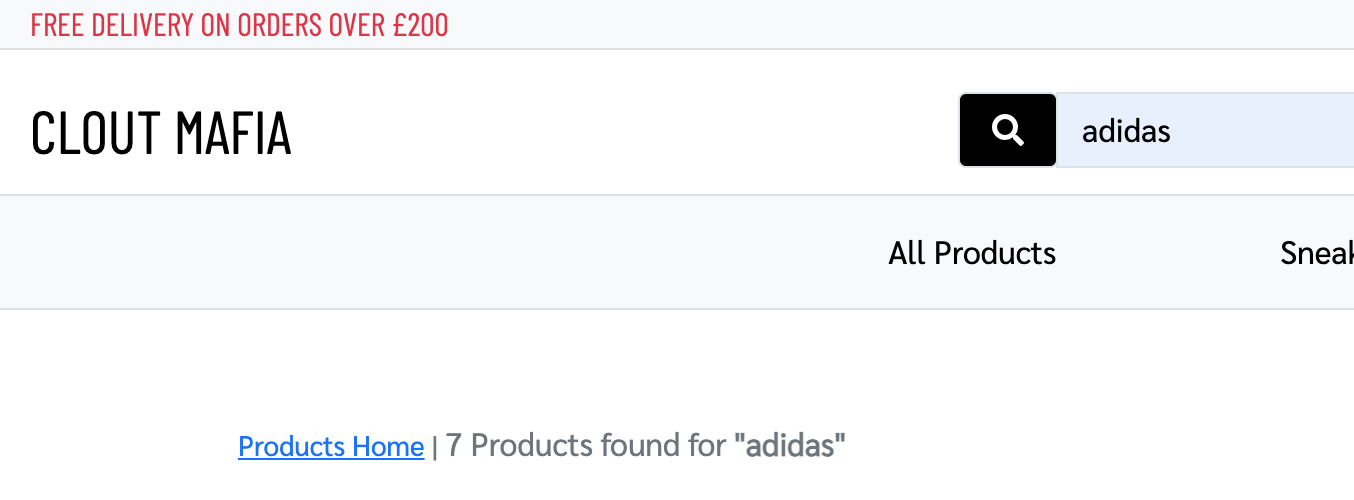 FREE DELIVERY ON ORDERS OVER £200
CLOUT MAFIA
adidas
All Products
Products Home | 7 Products found for "adidas"